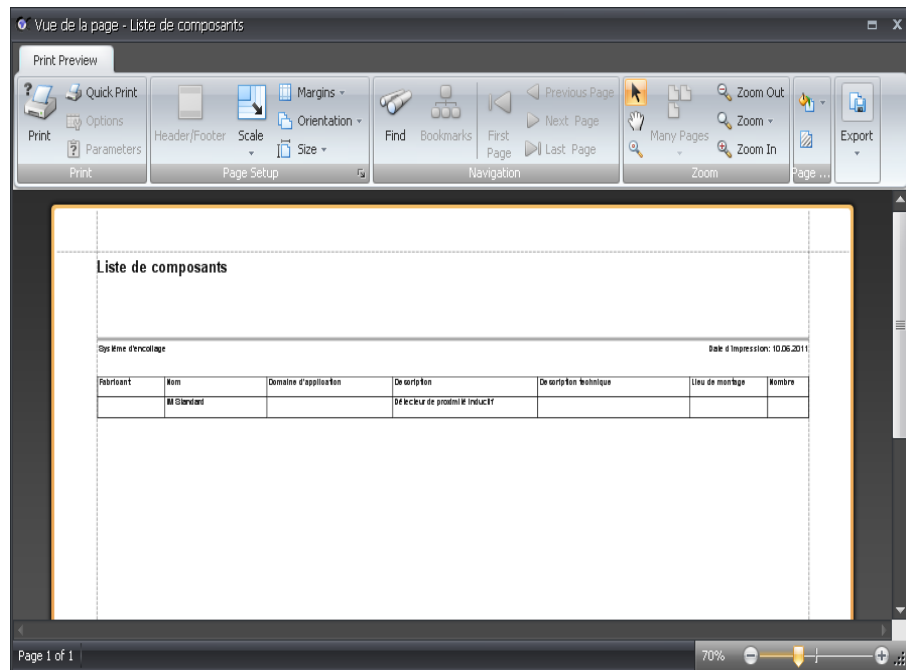 Vue de la page - Liste de composants
Print Preview
Print
Quick Print
Options
Parameters
Print
Header/Footer
Scale
Margins
Orientation
Size
Page Setup
Find
Bookmarks
First Page
Previous Page
Next Page
Last Page
Navigation
Many Pages
Zoom Out
Zoom
Zoom In
Zoom
Page ...
Export
Liste de composants
Système d'encollage Date d'Impression: 10.06.2011
Fabricant Nom Domaine d'application Description Description technique Lieu de montage Nombre
IM Standard Détecteur de proximité inductif
Page 1 of 1 70%